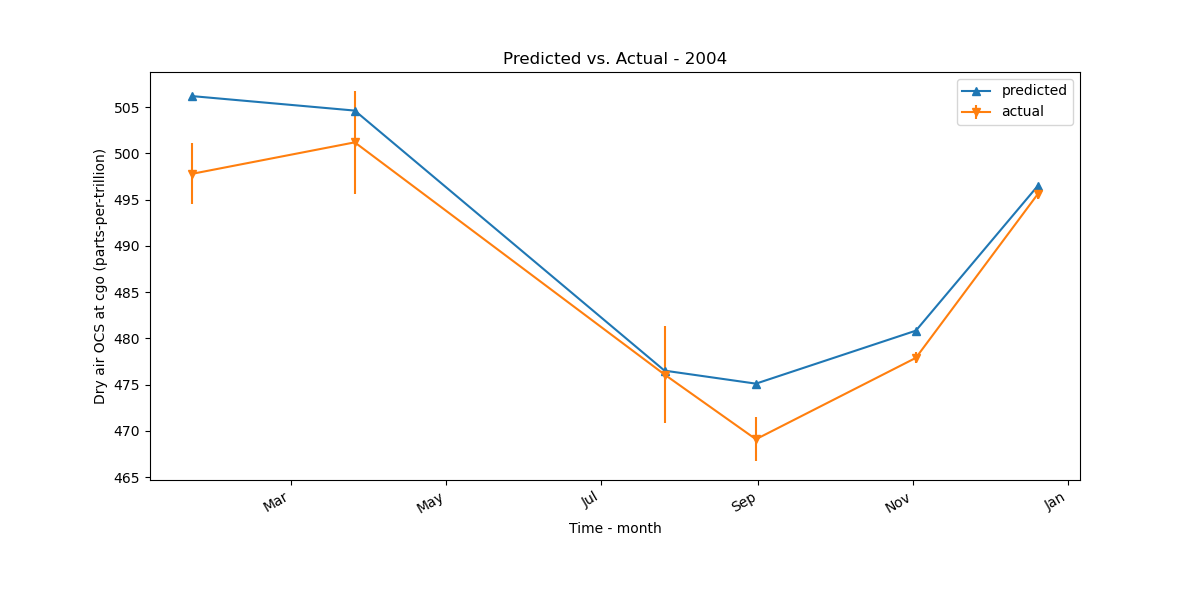 Predicted vs. Actual - 2004
predicted
actual
Dry air OCS at cgo (parts-per-trillion)
505
500
495
490
485
480
475
470
465
Mar
May
Jul
Sep
Nov
Jan
Time - month